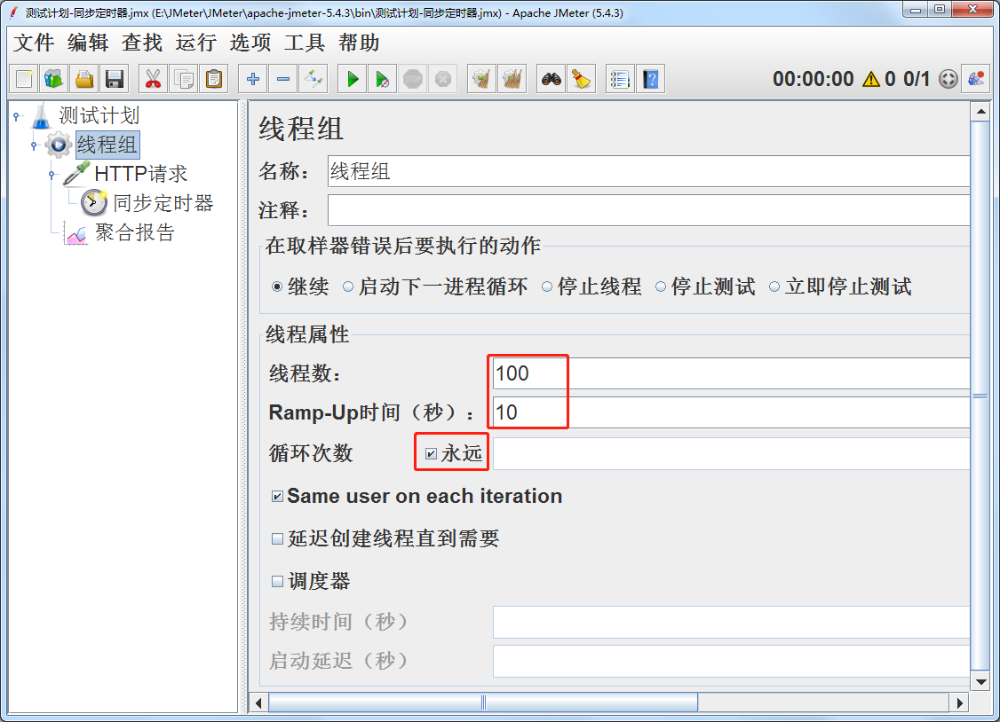 测试计划-同步定时器.jmx (E:\JMeter\JMeter\apache-jmeter-5.4.3\bin\测试计划-同步定时器.jmx) - Apache JMeter (5.4.3)
文件 编辑 查找 运行 选项 工具 帮助
STOP 00:00:00 0 0/1
测试计划
线程组
HTTP请求
同步定时器
聚合报告
线程组
名称： 线程组
注释：
在取样器错误后要执行的动作
继续 启动下一进程循环 停止线程 停止测试 立即停止测试
线程属性
线程数： 100
Ramp-Up时间（秒）： 10
循环次数 永远
Same user on each iteration
延迟创建线程直到需要
调度器
持续时间（秒）
启动延迟（秒）